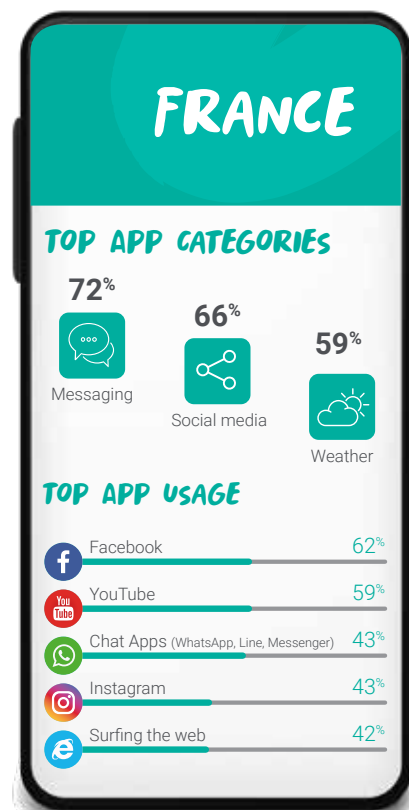 FRANCE
TOP APP CATEGORIES
72%
66%
59%
Messaging
Social media
Weather
TOP APP USAGE
Facebook 62%
You Tube YouTube 59%
Chat Apps (WhatsApp, Line, Messenger) 43%
Instagram 43%
Surfing the web 42%